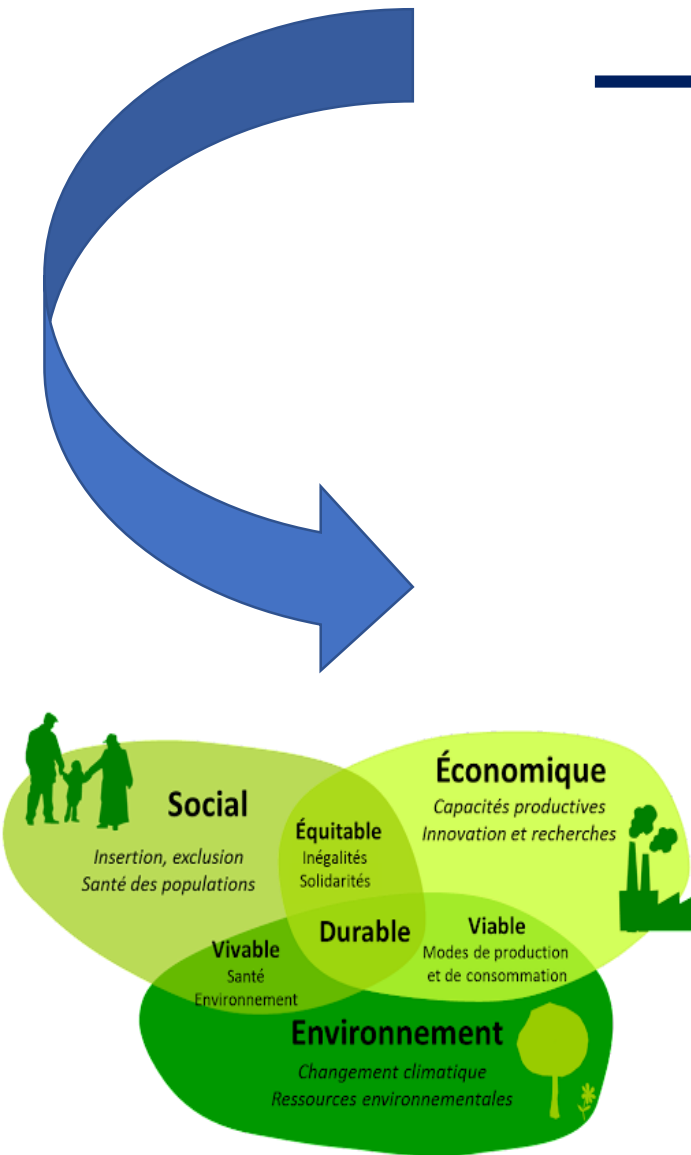 Social
Insertion, exclusion
Santé des populations
Équitable
Inégalités
Solidarités
Économique
Capacités productives
Innovation et recherches
Durable
Vivable
Santé
Environnement
Viable
Modes de production
et de consommation
Environnement
Changement climatique
Ressources environnementales